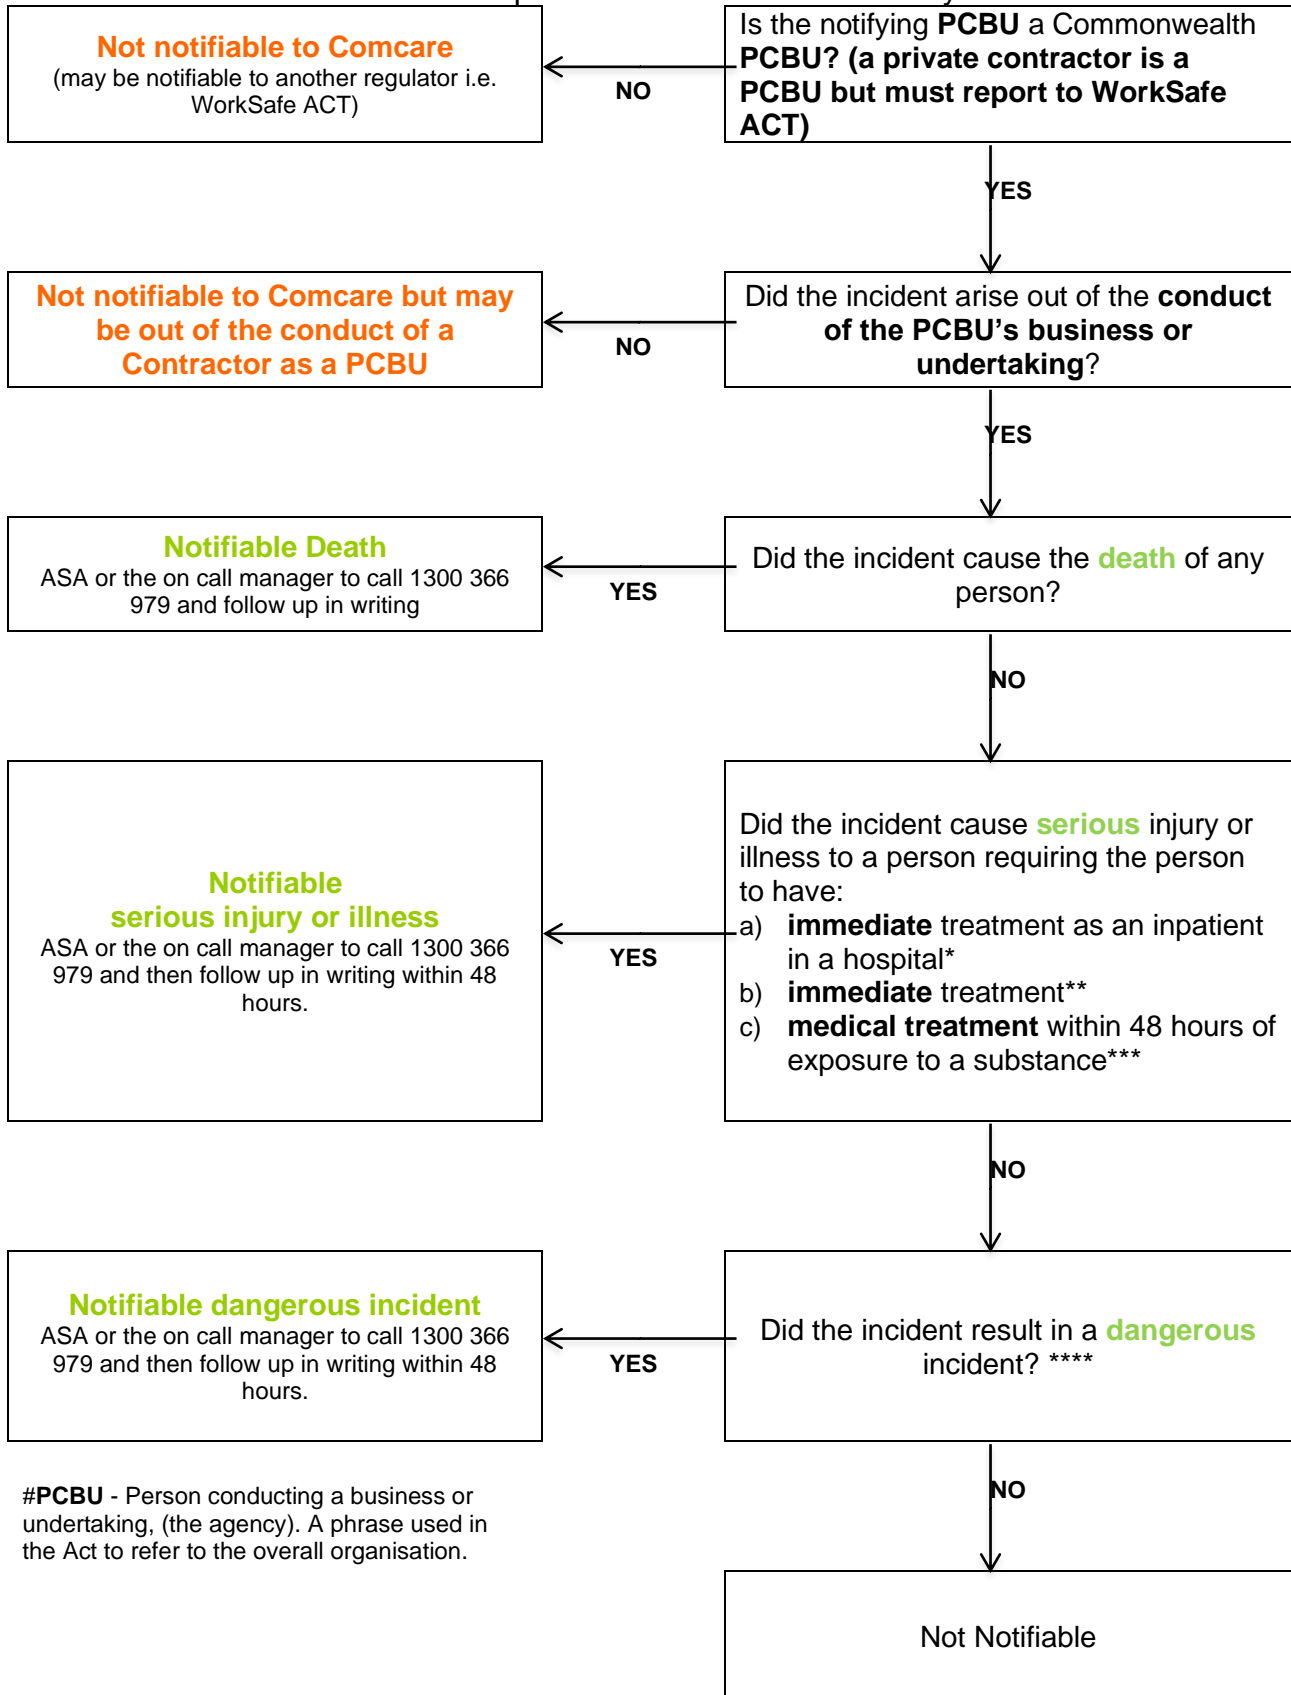 Not notifiable to Comcare
(may be notifiable to another regulator i.e.
WorkSafe ACT)
NO
Is the notifying PCBU a Commonwealth
PCBU? (a private contractor is a
PCBU but must report to WorkSafe
ACT)
YES
Not notifiable to Comcare but may
be out of the conduct of a
Contractor as a PCBU
NO
Did the incident arise out of the conduct
of the PCBU’s business or
undertaking?
YES
Notifiable Death
ASA or the on call manager to call 1300 366
979 and follow up in writing
YES
Did the incident cause the death of any
person?
NO
Notifiable
serious injury or illness
ASA or the on call manager to call 1300 366
979 and then follow up in writing within 48
hours.
YES
Did the incident cause serious injury or
illness to a person requiring the person
to have:
a) immediate treatment as an inpatient
in a hospital*
b) immediate treatment**
c) medical treatment within 48 hours of
exposure to a substance***
NO
Notifiable dangerous incident
ASA or the on call manager to call 1300 366
979 and then follow up in writing within 48
hours.
YES
Did the incident result in a dangerous
incident? ****
NO
#PCBU - Person conducting a business or
undertaking, (the agency). A phrase used in
the Act to refer to the overall organisation.
Not Notifiable